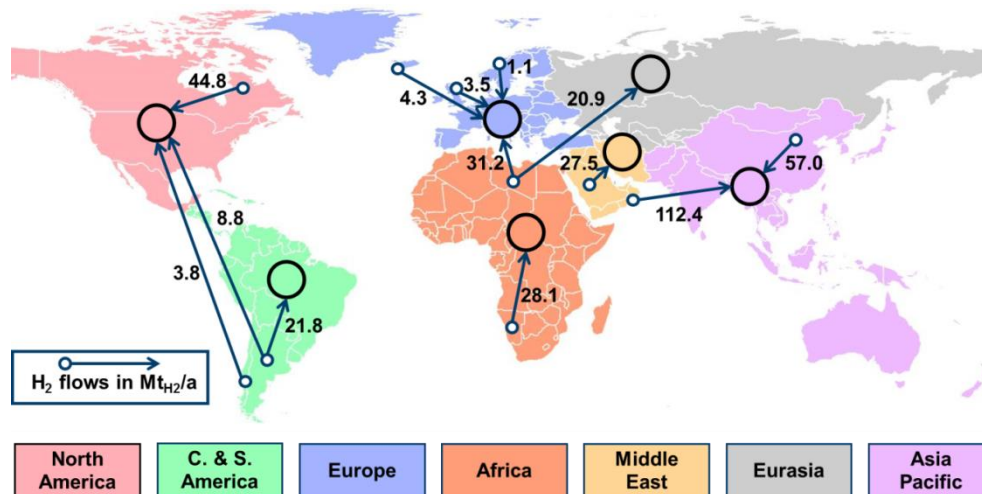 44.8
1.1
3.5
4.3
20.9
31.2
27.5
57.0
112.4
8.8
3.8
28.1
21.8
H₂ flows in Mt_H₂/a
North
America
C. & S.
America
Europe
Africa
Middle
East
Eurasia
Asia
Pacific